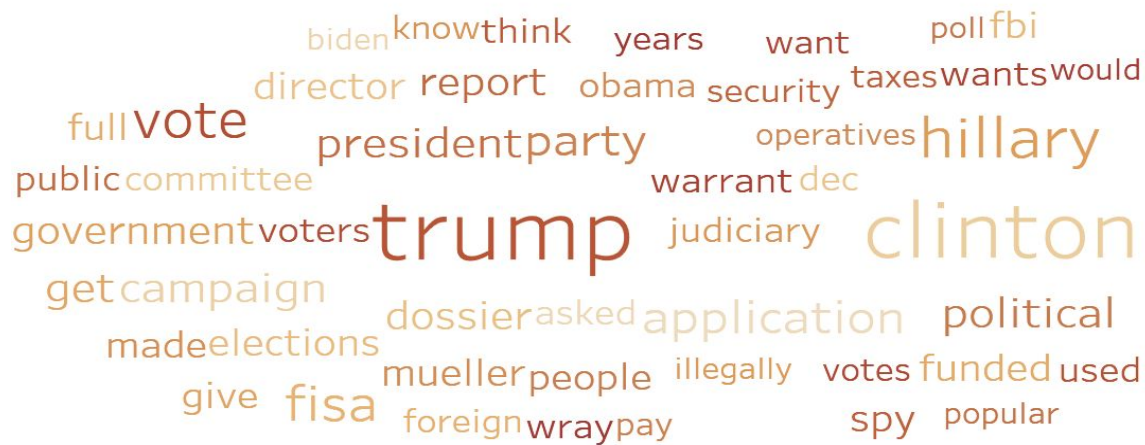 biden know think years want poll fbi
director report obama security taxes wants would
full vote president party operatives hillary
public committee warrant dec
government voters trump judiciary clinton
get campaign dossier asked application political
made elections mueller people illegally votes funded used
give fisa foreign wray pay spy popular